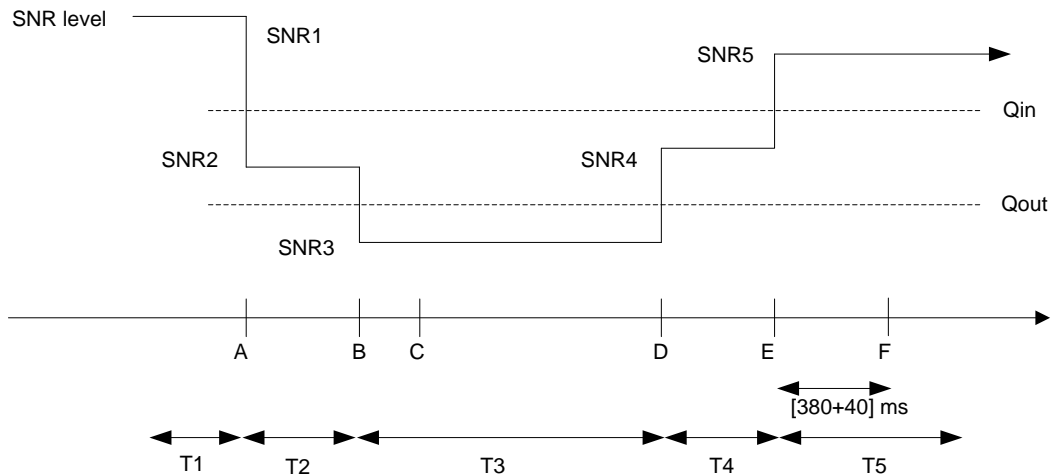 SNR level
SNR1
SNR5
Qin
SNR2
SNR4
Qout
SNR3
A B C D E F
[380+40] ms
T1 T2 T3 T4 T5